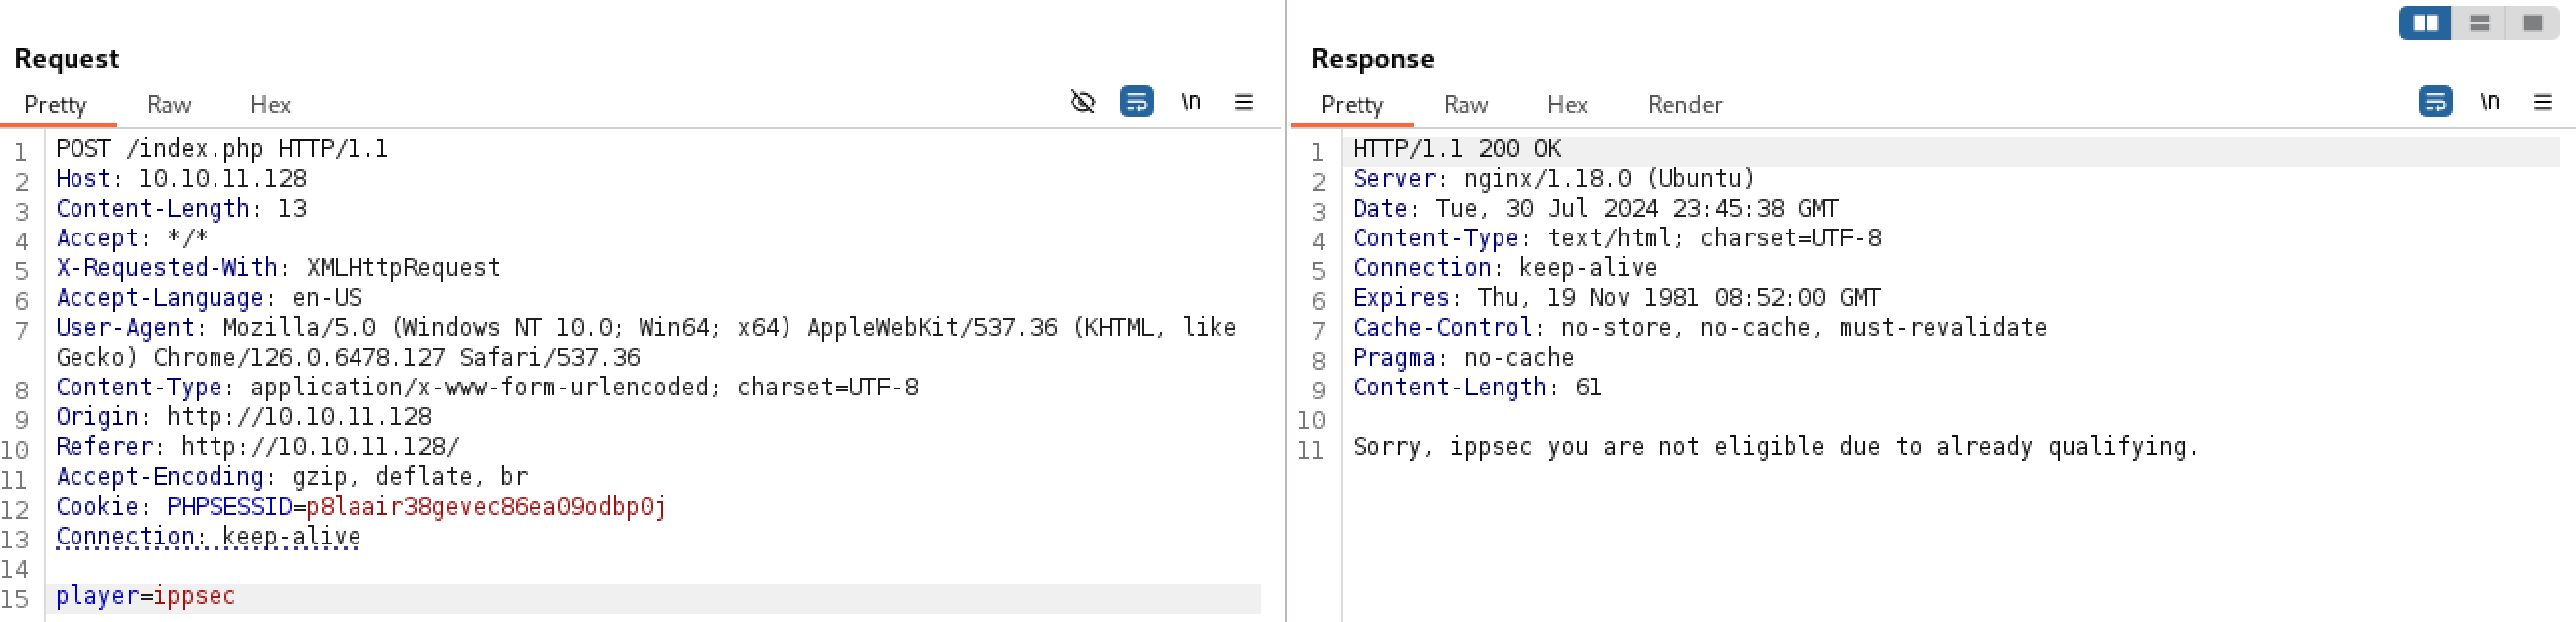 Request
Pretty Raw Hex
\n
1 POST /index.php HTTP/1.1
2 Host: 10.10.11.128
3 Content-Length: 13
4 Accept: */*
5 X-Requested-With: XMLHttpRequest
6 Accept-Language: en-US
7 User-Agent: Mozilla/5.0 (Windows NT 10.0; Win64; x64) AppleWebKit/537.36 (KHTML, like
Gecko) Chrome/126.0.6478.127 Safari/537.36
8 Content-Type: application/x-www-form-urlencoded; charset=UTF-8
9 Origin: http://10.10.11.128
10 Referer: http://10.10.11.128/
11 Accept-Encoding: gzip, deflate, br
12 Cookie: PHPSESSID=p8laair38gevec86ea09odbp0j
13 Connection: keep-alive
14
15 player=ippsec
Response
Pretty Raw Hex Render
\n
1 HTTP/1.1 200 OK
2 Server: nginx/1.18.0 (Ubuntu)
3 Date: Tue, 30 Jul 2024 23:45:38 GMT
4 Content-Type: text/html; charset=UTF-8
5 Connection: keep-alive
6 Expires: Thu, 19 Nov 1981 08:52:00 GMT
7 Cache-Control: no-store, no-cache, must-revalidate
8 Pragma: no-cache
9 Content-Length: 61
10
11 Sorry, ippsec you are not eligible due to already qualifying.